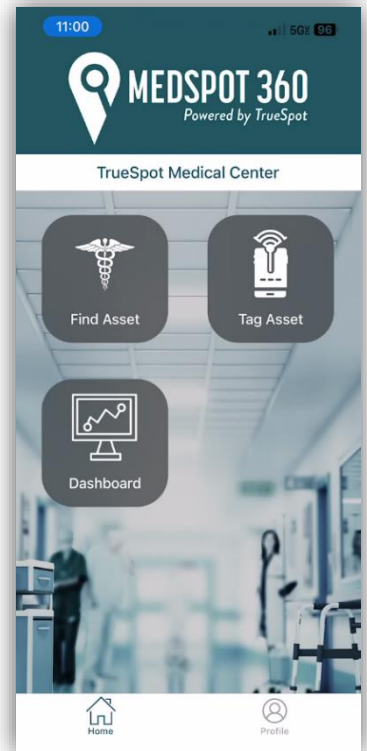 11:00 5G 96
MEDSPOT 360
Powered by TrueSpot
TrueSpot Medical Center
Find Asset Tag Asset
Dashboard
Home Profile